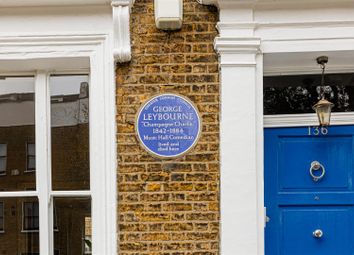 GEORGE
LEYBOURNE
"Champagne Charlie"
1842-1884
Music Hall Comedian
lived and
died here
136